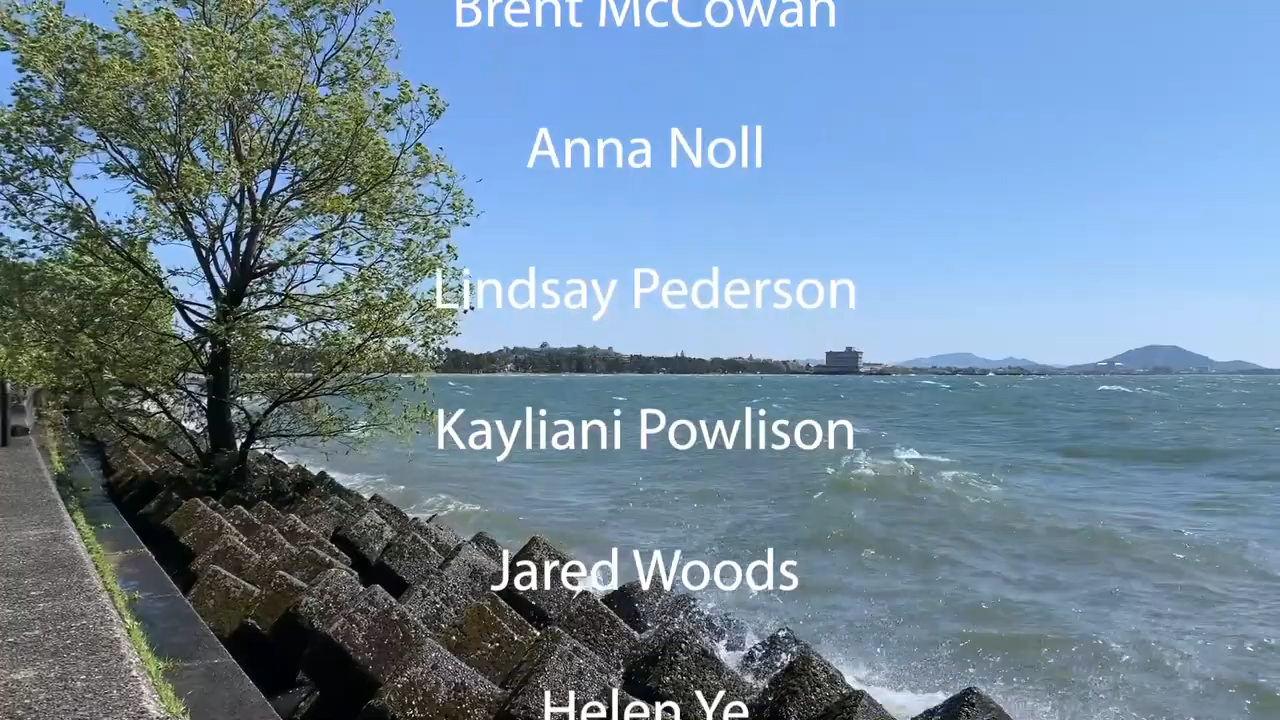 Brent McCowan
Anna Noll
Lindsay Pederson
Kayliani Powlison
Jared Woods
Helen Ye